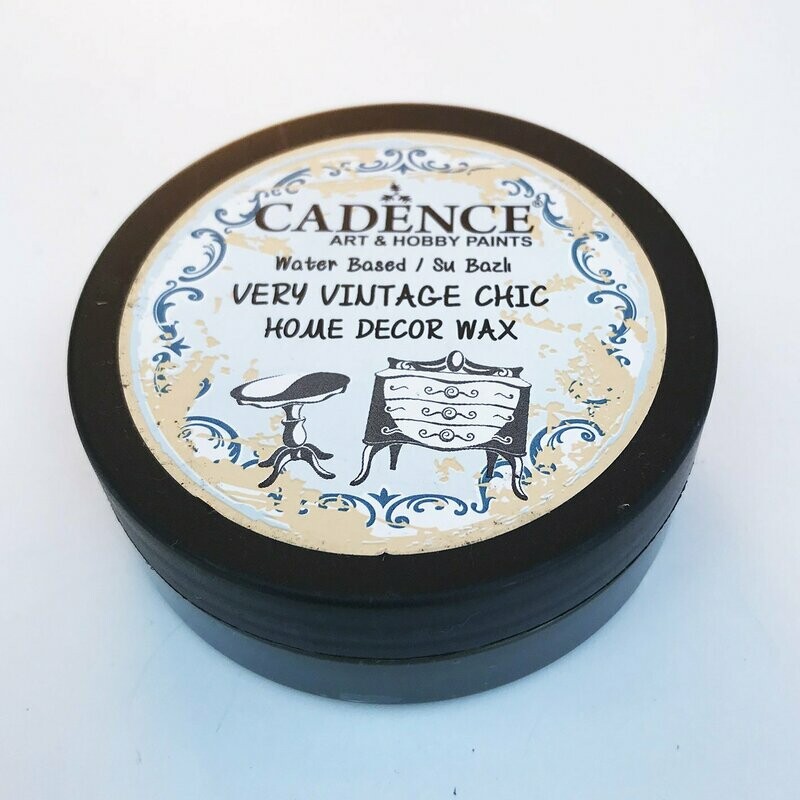 CADENCE
ART & HOBBY PAINTS
Water Based / Su Bazlı
VERY VINTAGE CHIC
HOME DECOR WAX